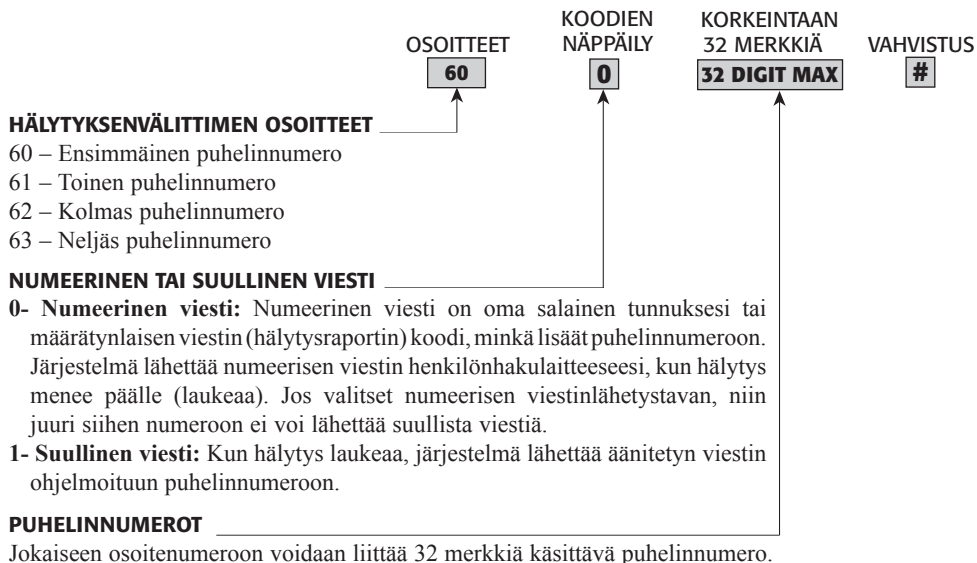 OSOITTEET
KOODIEN
NÄPPÄILY
KORKEINTAAN
32 MERKKIÄ
VAHVISTUS
60
0
32 DIGIT MAX
#
HÄLYTYKSENVÄLITTIMEN OSOITTEET
60 – Ensimmäinen puhelinnumero
61 – Toinen puhelinnumero
62 – Kolmas puhelinnumero
63 – Neljäs puhelinnumero
NUMEERINEN TAI SUULLINEN VIESTI
0- Numeerinen viesti: Numeerinen viesti on oma salainen tunnuksesi tai
määrätynlaisen viestin (hälytysraportin) koodi, minkä lisäät puhelinnumeroon.
Järjestelmä lähettää numeerisen viestin henkilönhakulaitteeseesi, kun hälytys
menee päälle (laukeaa). Jos valitset numeerisen viestinlähetystavan, niin
juuri siihen numeroon ei voi lähettää suullista viestiä.
1- Suullinen viesti: Kun hälytys laukeaa, järjestelmä lähettää äänitetyn viestin
ohjelmoituun puhelinnumeroon.
PUHELINNUMEROT
Jokaiseen osoitenumeroon voidaan liittää 32 merkkiä käsittävä puhelinnumero.